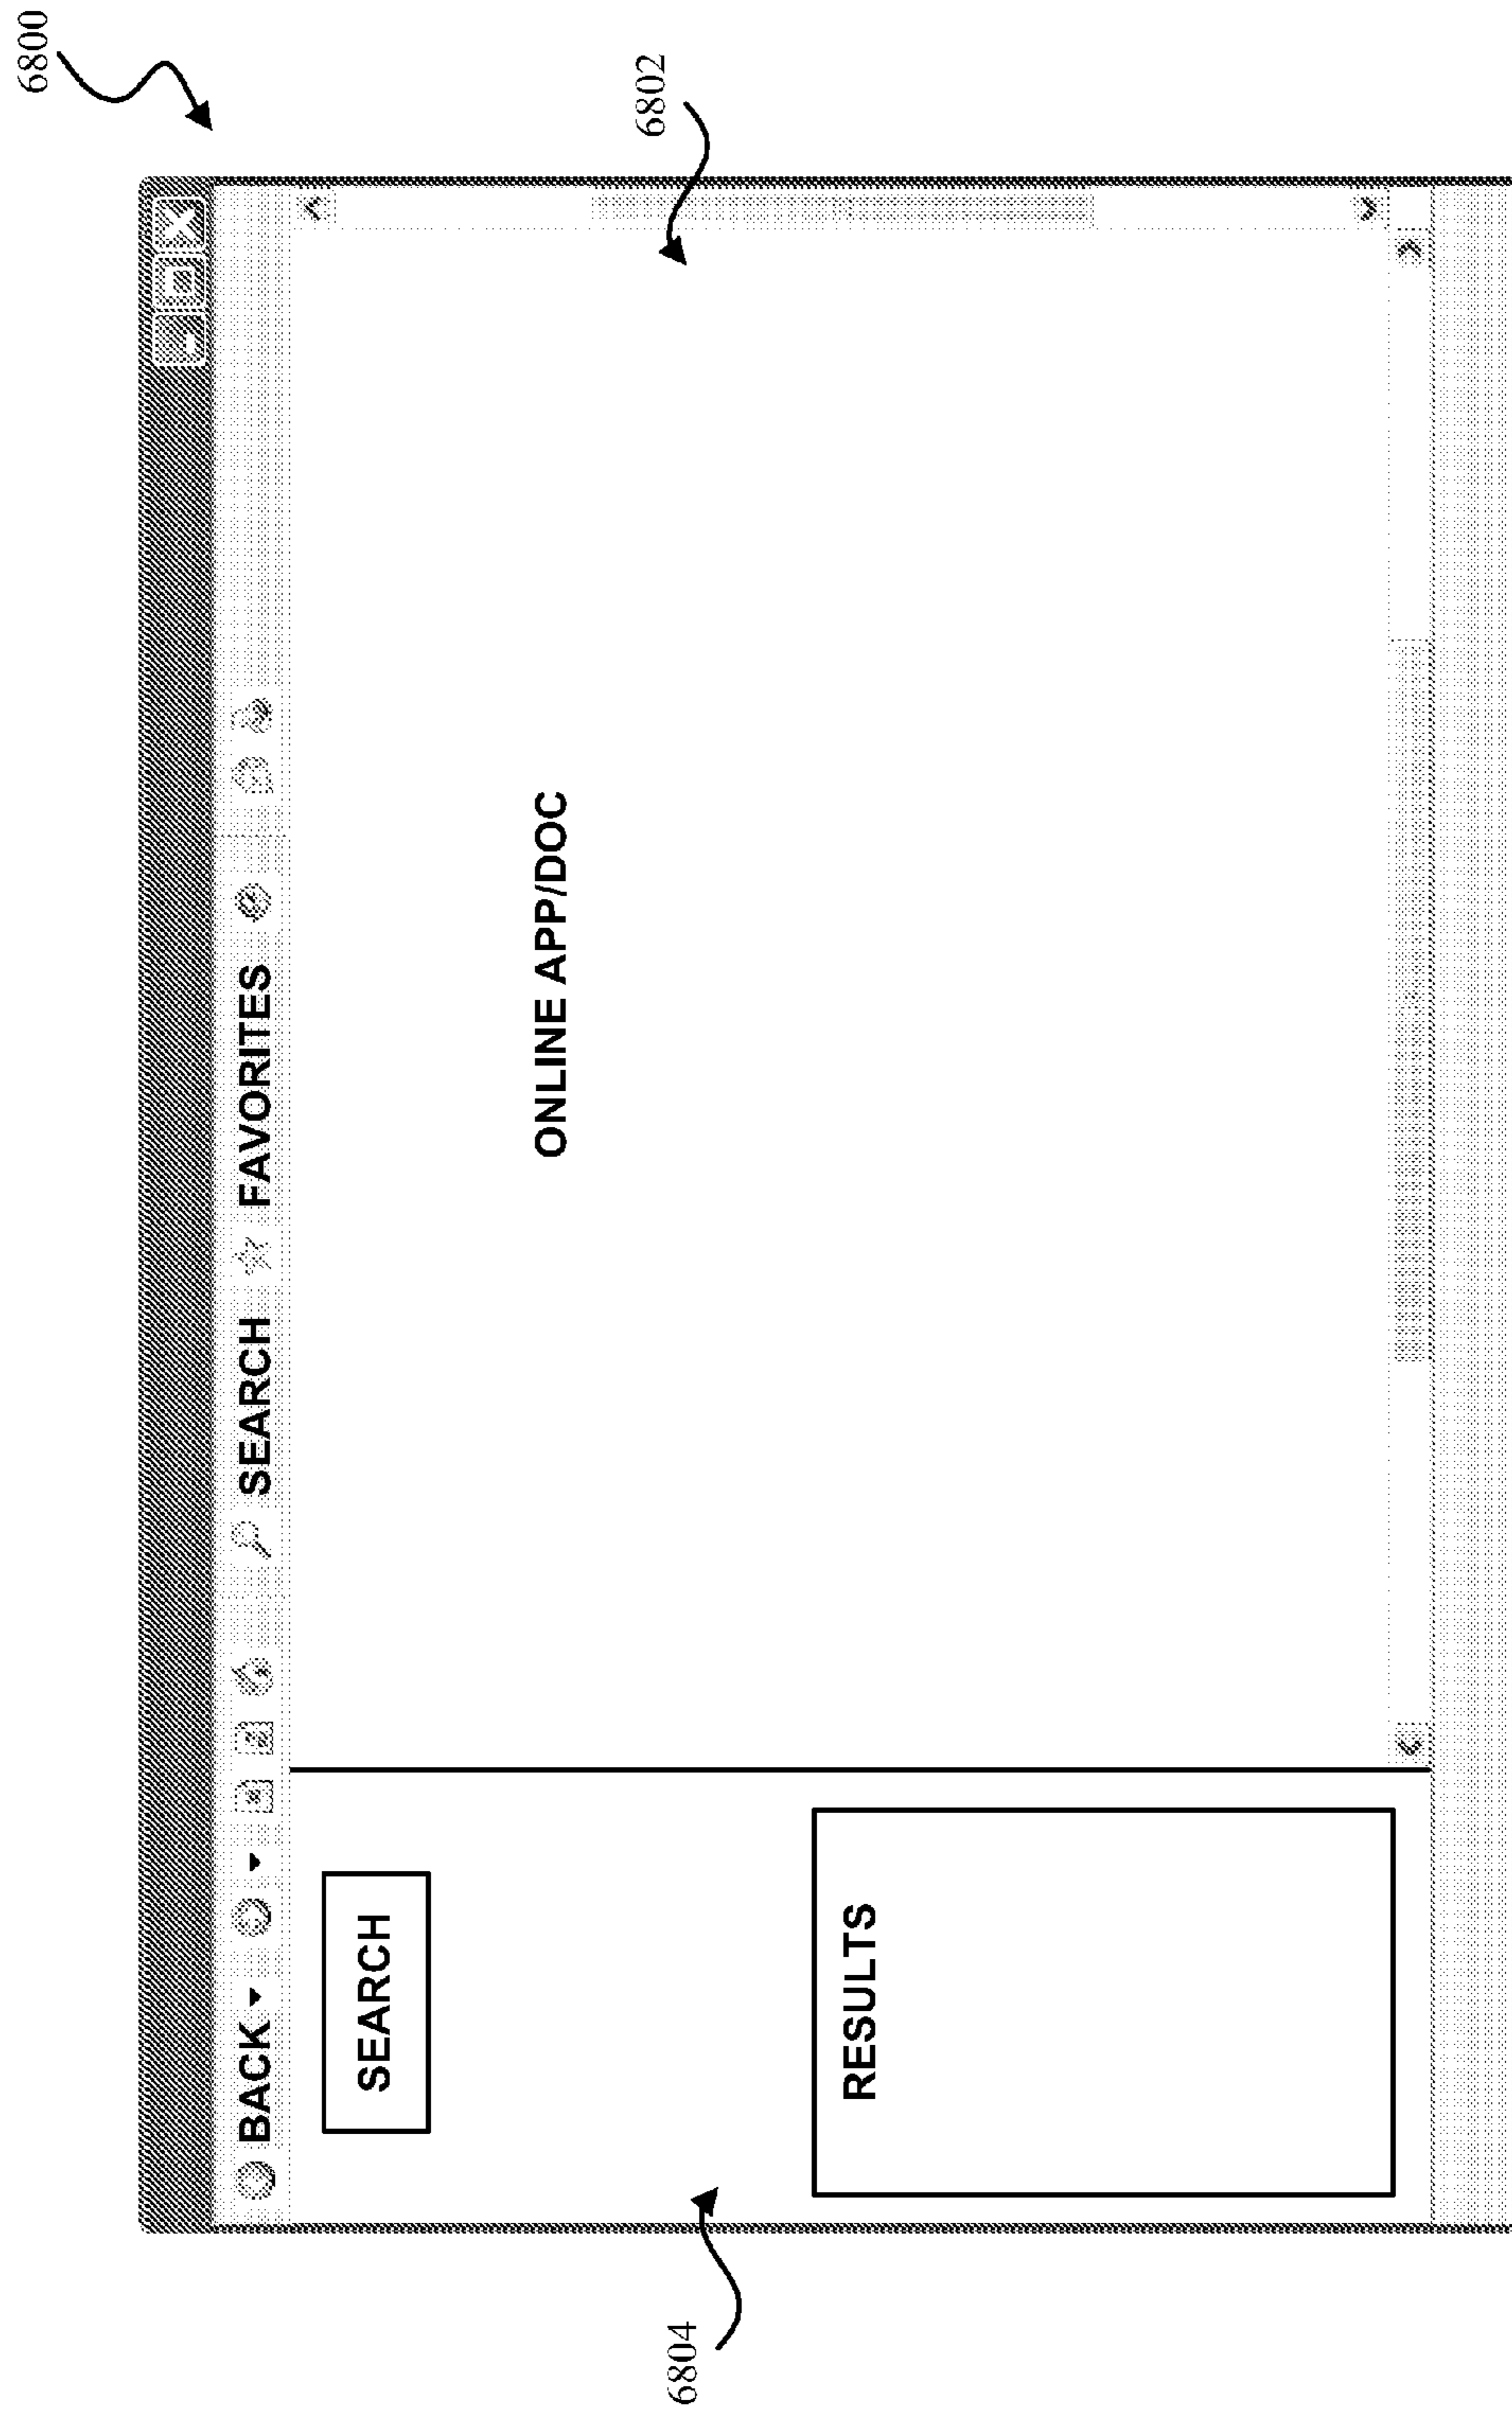 6800
BACK SEARCH FAVORITES
6802
SEARCH
ONLINE APP/DOC
6804
RESULTS